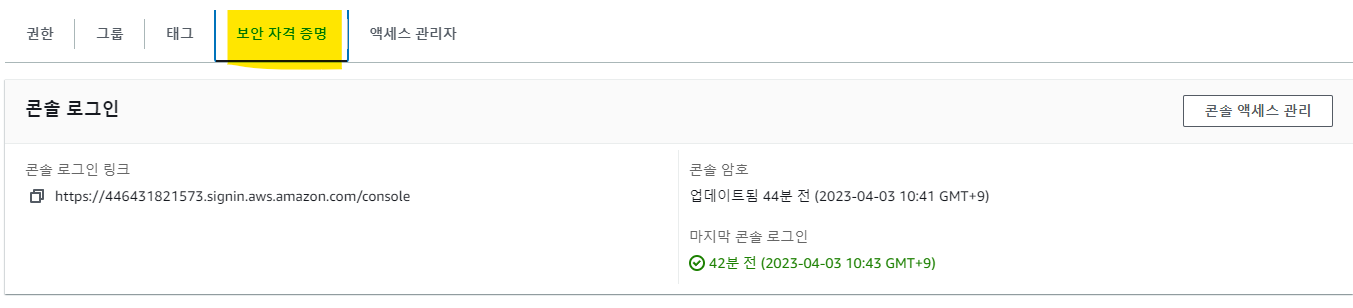 권한 그룹 태그 보안 자격 증명 액세스 관리자
콘솔 로그인
콘솔 액세스 관리
콘솔 로그인 링크
https://446431821573.signin.aws.amazon.com/console
콘솔 암호
업데이트됨 44분 전 (2023-04-03 10:41 GMT+9)
마지막 콘솔 로그인
42분 전 (2023-04-03 10:43 GMT+9)